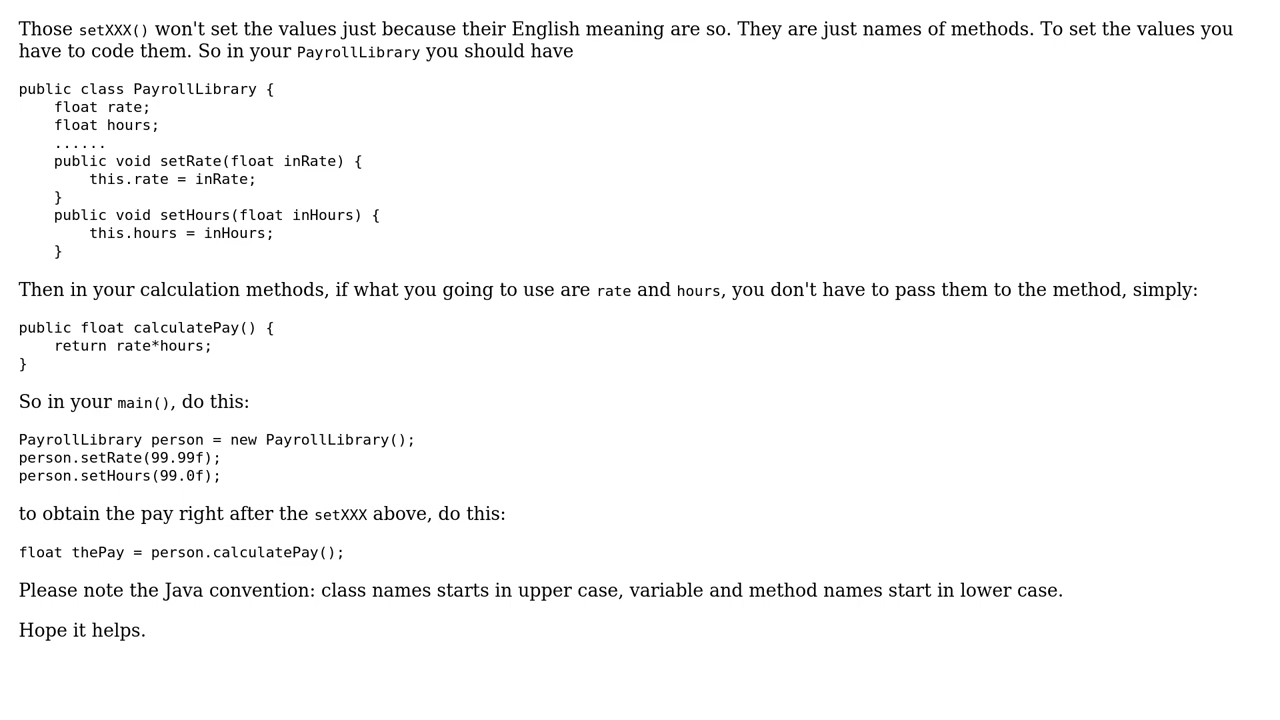 Those setXXX() won't set the values just because their English meaning are so. They are just names of methods. To set the values you
have to code them. So in your PayrollLibrary you should have
public class PayrollLibrary {
    float rate;
    float hours;
    ......
    public void setRate(float inRate) {
        this.rate = inRate;
    }
    public void setHours(float inHours) {
        this.hours = inHours;
    }
Then in your calculation methods, if what you going to use are rate and hours, you don't have to pass them to the method, simply:
public float calculatePay() {
    return rate*hours;
}
So in your main(), do this:
PayrollLibrary person = new PayrollLibrary();
person.setRate(99.99f);
person.setHours(99.0f);
to obtain the pay right after the setXXX above, do this:
float thePay = person.calculatePay();
Please note the Java convention: class names starts in upper case, variable and method names start in lower case.
Hope it helps.